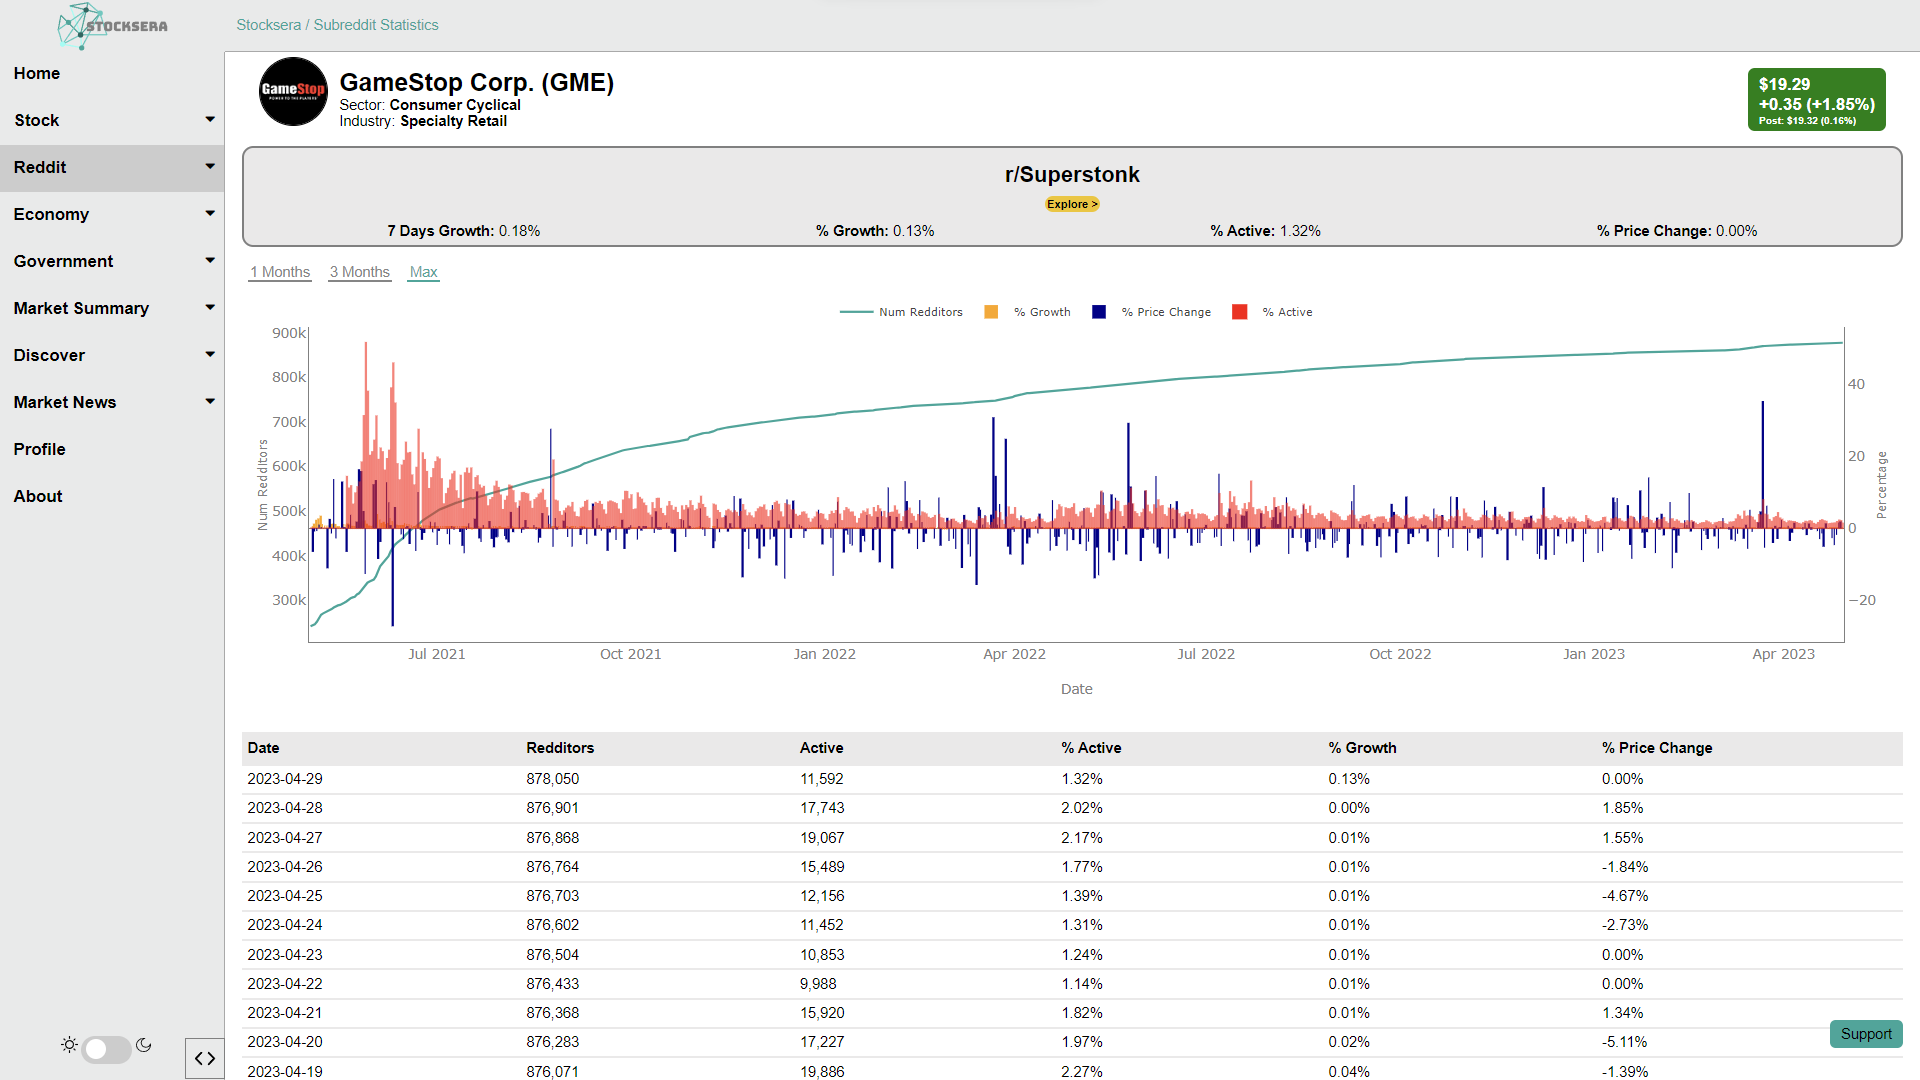 STOCKSERA
Stocksera / Subreddit Statistics
Home
Stock
Reddit
Economy
Government
Market Summary
Discover
Market News
Profile
About
GameStop
POWER TO THE PLAYERS
GameStop Corp. (GME)
Sector: Consumer Cyclical
Industry: Specialty Retail
$19.29
+0.35 (+1.85%)
Post: $19.32 (0.16%)
r/Superstonk
Explore >
7 Days Growth: 0.18% % Growth: 0.13% % Active: 1.32% % Price Change: 0.00%
1 Months 3 Months Max
Num Redditors % Growth % Price Change % Active
900k
800k
700k
600k
500k
400k
300k
Num Redditors
40
20
0
−20
Percentage
Jul 2021 Oct 2021 Jan 2022 Apr 2022 Jul 2022 Oct 2022 Jan 2023 Apr 2023
Date
Date Redditors Active % Active % Growth % Price Change
2023-04-29 878,050 11,592 1.32% 0.13% 0.00%
2023-04-28 876,901 17,743 2.02% 0.00% 1.85%
2023-04-27 876,868 19,067 2.17% 0.01% 1.55%
2023-04-26 876,764 15,489 1.77% 0.01% -1.84%
2023-04-25 876,703 12,156 1.39% 0.01% -4.67%
2023-04-24 876,602 11,452 1.31% 0.01% -2.73%
2023-04-23 876,504 10,853 1.24% 0.01% 0.00%
2023-04-22 876,433 9,988 1.14% 0.01% 0.00%
2023-04-21 876,368 15,920 1.82% 0.01% 1.34%
2023-04-20 876,283 17,227 1.97% 0.02% -5.11%
2023-04-19 876,071 19,886 2.27% 0.04% -1.39%
Support